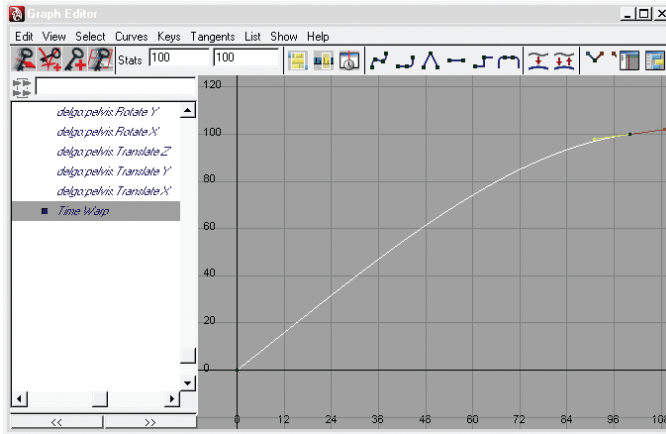 Graph Editor
Edit View Select Curves Keys Tangents List Show Help
Stats 100 100
delgo:pelvis.Rotate Y
delgo:pelvis.Rotate X
delgo:pelvis.Translate Z
delgo:pelvis.Translate Y
delgo:pelvis.Translate X
Time Warp
120
100
80
60
40
20
0
0 12 24 36 48 60 72 84 96 108
<< >>